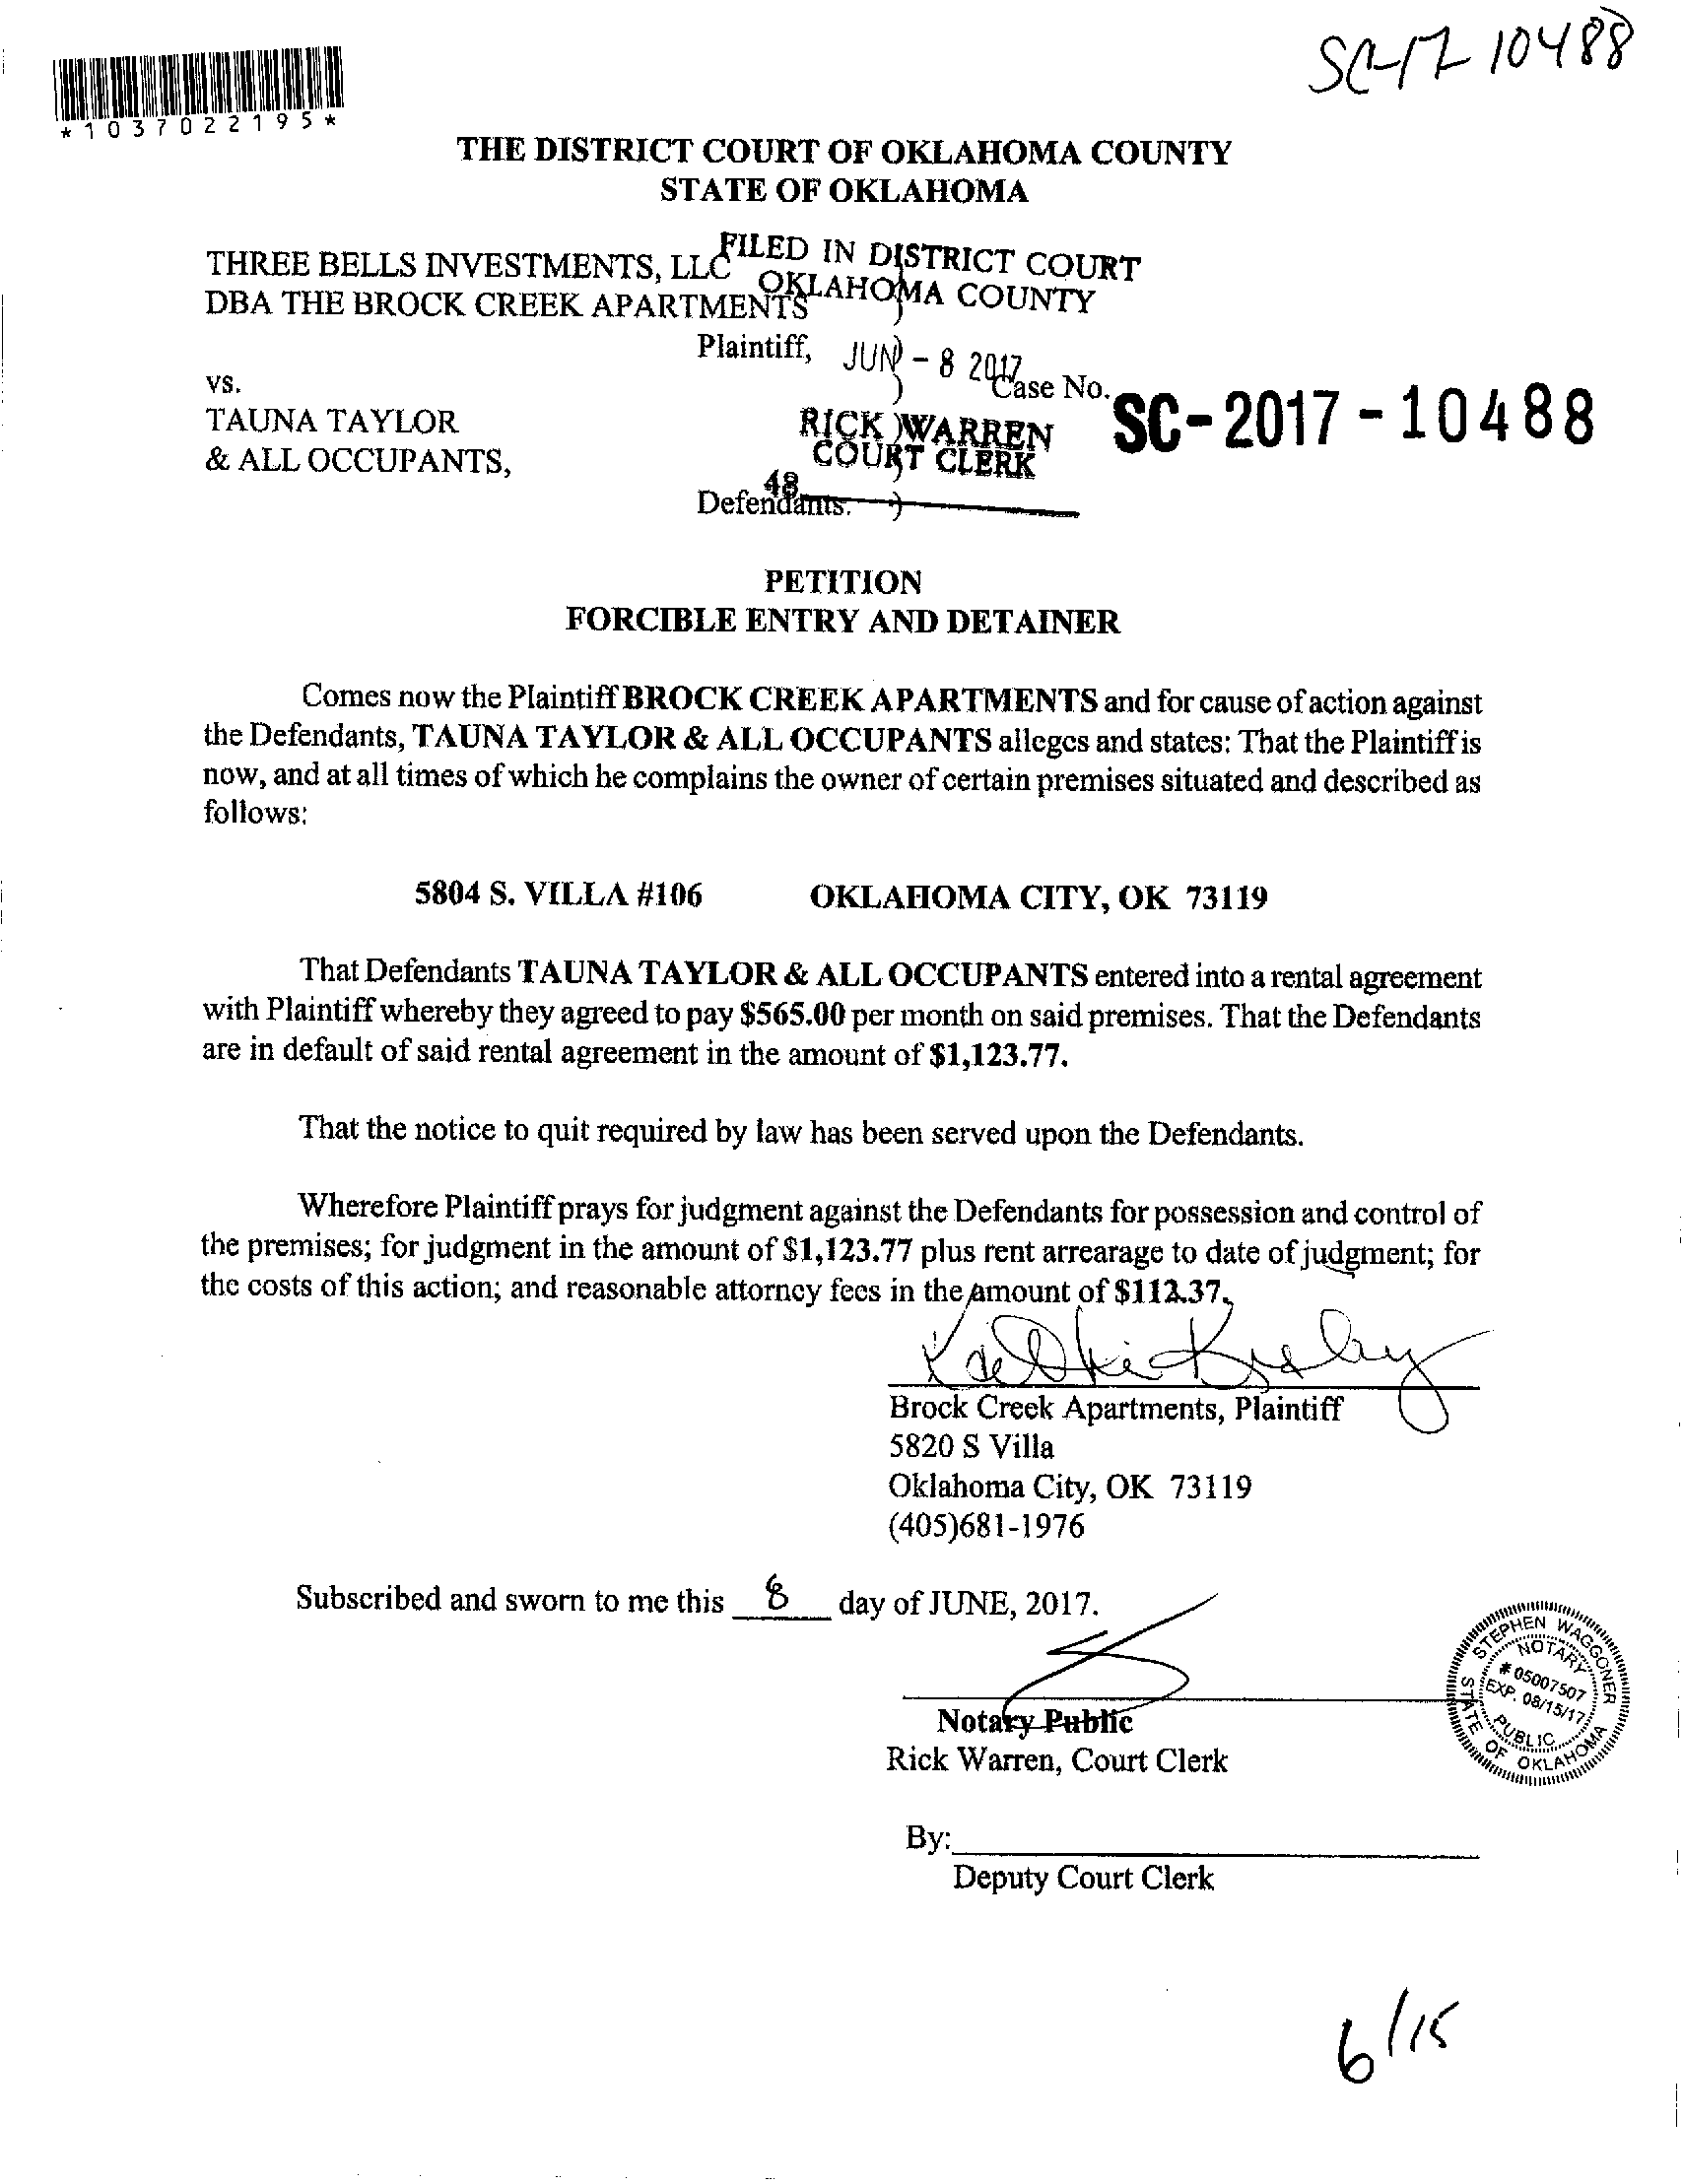 SC-17 10488
*1037022195*
THE DISTRICT COURT OF OKLAHOMA COUNTY
STATE OF OKLAHOMA
THREE BELLS INVESTMENTS, LLC
DBA THE BROCK CREEK APARTMENTS
FILED IN DISTRICT COURT
OKLAHOMA COUNTY
Plaintiff, )
JUN - 8 2017
vs. )
Case No. SC-2017-10488
TAUNA TAYLOR
& ALL OCCUPANTS,
RICK WARREN
COURT CLERK
48
Defendants. )
PETITION
FORCIBLE ENTRY AND DETAINER
Comes now the Plaintiff BROCK CREEK APARTMENTS and for cause of action against
the Defendants, TAUNA TAYLOR & ALL OCCUPANTS alleges and states: That the Plaintiff is
now, and at all times of which he complains the owner of certain premises situated and described as
follows:
5804 S. VILLA #106 OKLAHOMA CITY, OK 73119
That Defendants TAUNA TAYLOR & ALL OCCUPANTS entered into a rental agreement
with Plaintiff whereby they agreed to pay $565.00 per month on said premises. That the Defendants
are in default of said rental agreement in the amount of $1,123.77.
That the notice to quit required by law has been served upon the Defendants.
Wherefore Plaintiff prays for judgment against the Defendants for possession and control of
the premises; for judgment in the amount of $1,123.77 plus rent arrearage to date of judgment; for
the costs of this action; and reasonable attorney fees in the amount of $112.37.
Brock Creek Apartments, Plaintiff
5820 S Villa
Oklahoma City, OK 73119
(405)681-1976
Subscribed and sworn to me this 8 day of JUNE, 2017.
Notary Public
Rick Warren, Court Clerk
STEPHEN WAGGONER
NOTARY
# 05007507
EXP. 08/15/17
PUBLIC
STATE OF OKLAHOMA
By:
Deputy Court Clerk
6/15